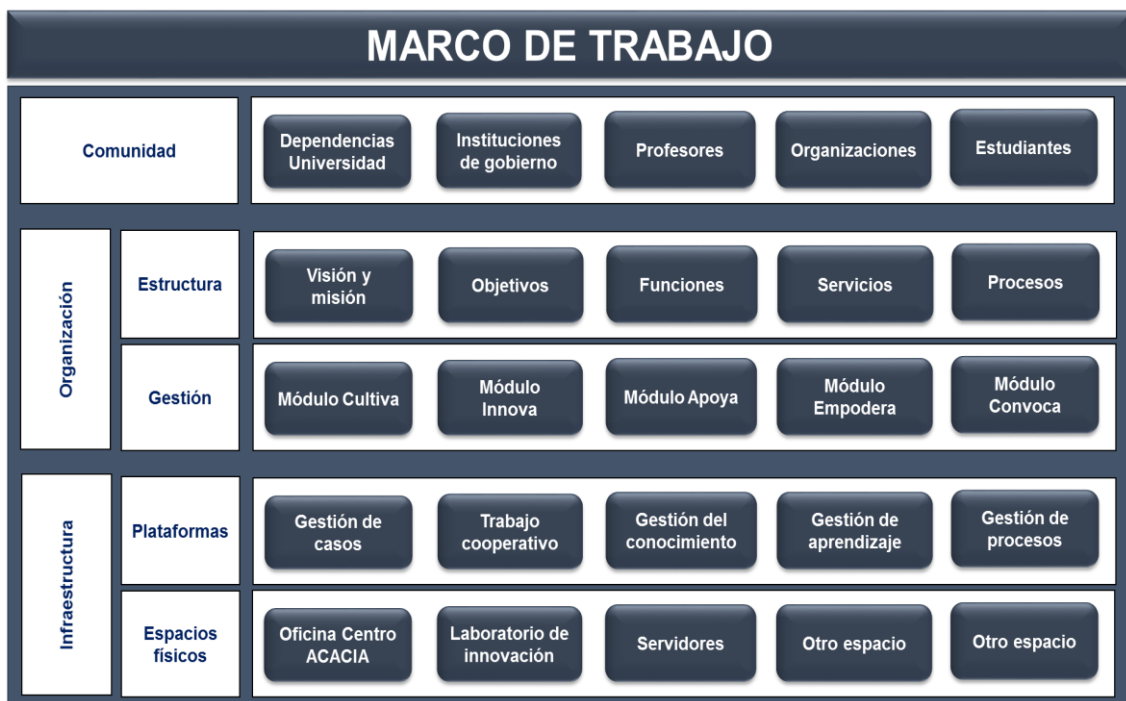 MARCO DE TRABAJO
Comunidad
Dependencias
Universidad
Instituciones
de gobierno
Profesores
Organizaciones
Estudiantes
Organización
Estructura
Visión y
misión
Objetivos
Funciones
Servicios
Procesos
Gestión
Módulo Cultiva
Módulo
Innova
Módulo Apoya
Módulo
Empodera
Módulo
Convoca
Infraestructura
Plataformas
Gestión de
casos
Trabajo
cooperativo
Gestión del
conocimiento
Gestión de
aprendizaje
Gestión de
procesos
Espacios
físicos
Oficina Centro
ACACIA
Laboratorio de
innovación
Servidores
Otro espacio
Otro espacio